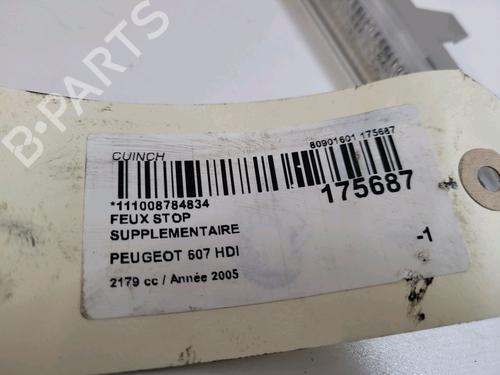 B-PARTS
CUINCH
80901601 175687
*111008784834
175687
FEUX STOP
SUPPLEMENTAIRE
-1
PEUGEOT 607 HDI
2179 cc / Année 2005